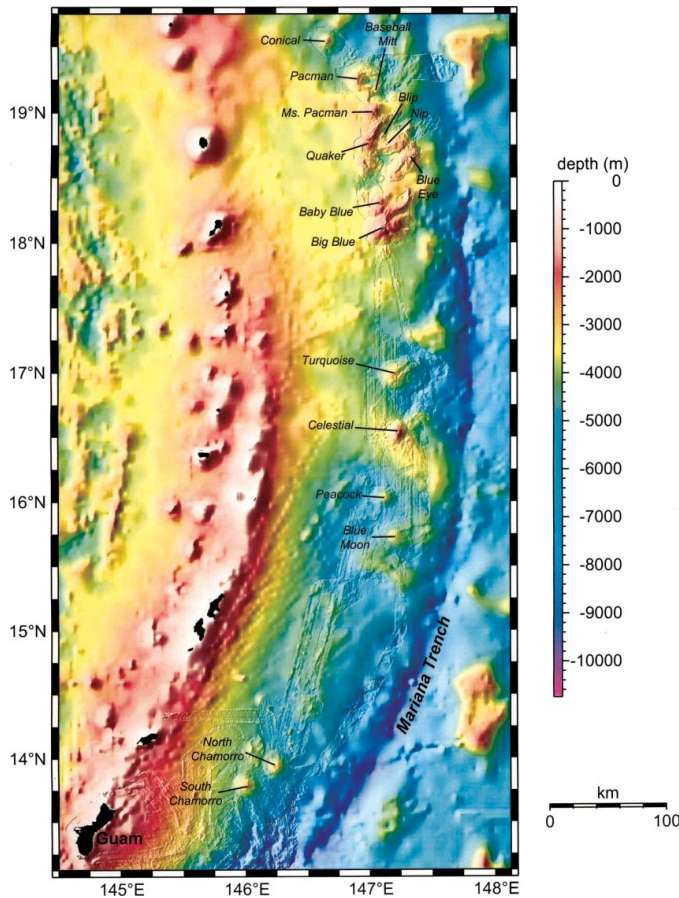 Conical
Baseball
Mitt
Pacman
Ms. Pacman
Blip
Nip
Quaker
Blue
Eye
Baby Blue
Big Blue
Turquoise
Celestial
Peacock
Blue
Moon
Mariana Trench
North
Chamorro
South
Chamorro
Guam
19°N
18°N
17°N
16°N
15°N
14°N
145°E
146°E
147°E
148°E
depth (m)
0
-1000
-2000
-3000
-4000
-5000
-6000
-7000
-8000
-9000
-10000
km
0
100